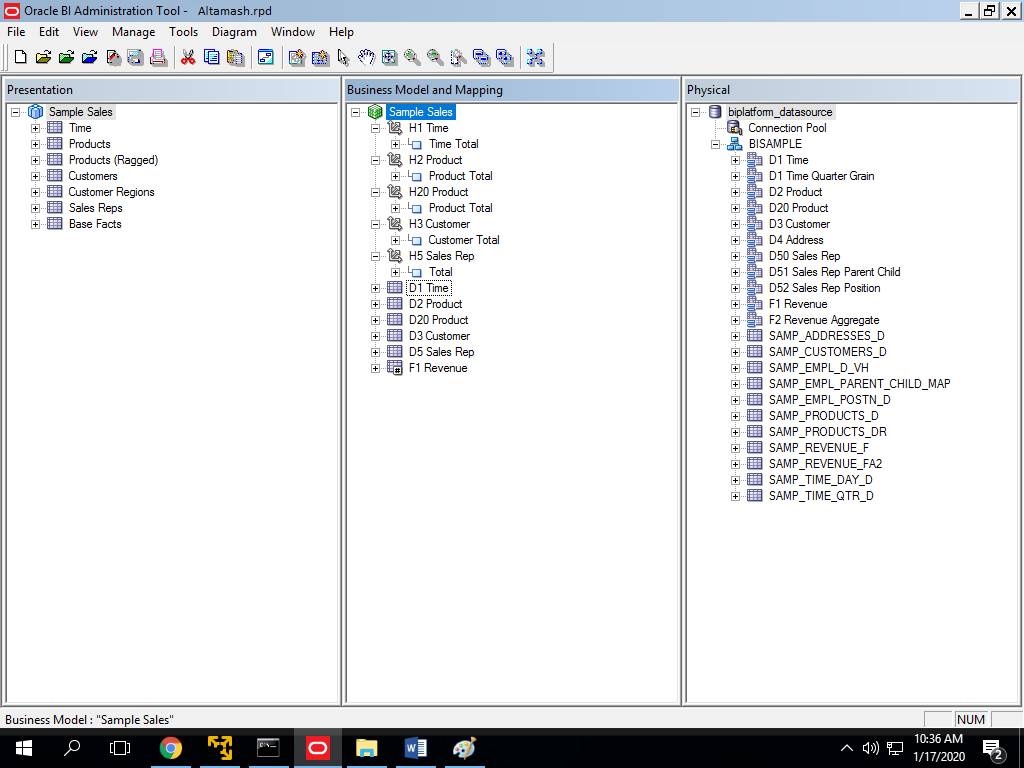 Oracle BI Administration Tool - Altamash.rpd
File Edit View Manage Tools Diagram Window Help
Presentation
Sample Sales
Time
Products
Products (Ragged)
Customers
Customer Regions
Sales Reps
Base Facts
Business Model and Mapping
Sample Sales
H1 Time
Time Total
H2 Product
Product Total
H20 Product
Product Total
H3 Customer
Customer Total
H5 Sales Rep
Total
D1 Time
D2 Product
D20 Product
D3 Customer
D5 Sales Rep
F1 Revenue
Physical
biplatform_datasource
Connection Pool
BISAMPLE
D1 Time
D1 Time Quarter Grain
D2 Product
D20 Product
D3 Customer
D4 Address
D50 Sales Rep
D51 Sales Rep Parent Child
D52 Sales Rep Position
F1 Revenue
F2 Revenue Aggregate
SAMP_ADDRESSES_D
SAMP_CUSTOMERS_D
SAMP_EMPL_D_VH
SAMP_EMPL_PARENT_CHILD_MAP
SAMP_EMPL_POSTN_D
SAMP_PRODUCTS_D
SAMP_PRODUCTS_DR
SAMP_REVENUE_F
SAMP_REVENUE_FA2
SAMP_TIME_DAY_D
SAMP_TIME_QTR_D
Business Model : "Sample Sales"
NUM
10:36 AM
1/17/2020
2